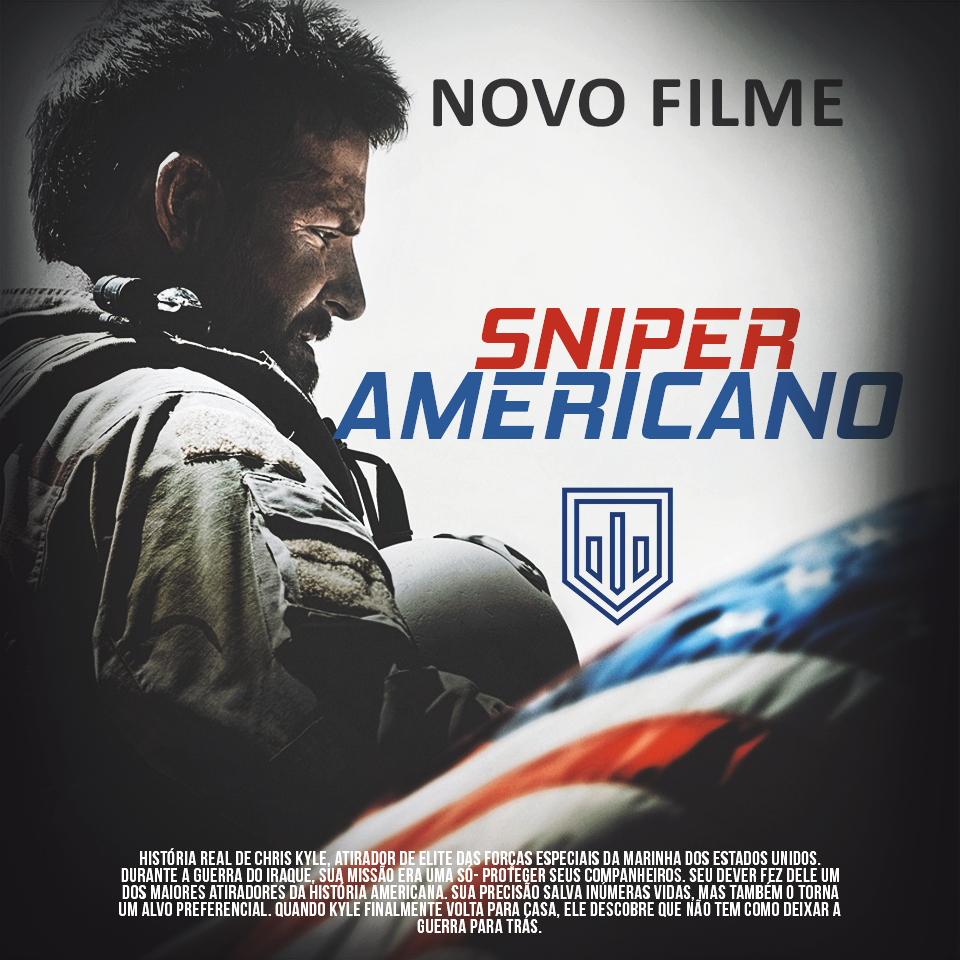 NOVO FILME
SNIPER
AMERICANO
HISTÓRIA REAL DE CHRIS KYLE, ATIRADOR DE ELITE DAS FORÇAS ESPECIAIS DA MARINHA DOS ESTADOS UNIDOS.
DURANTE A GUERRA DO IRAQUE, SUA MISSÃO ERA UMA SÓ- PROTEGER SEUS COMPANHEIROS. SEU DEVER FEZ DELE UM
DOS MAIORES ATIRADORES DA HISTÓRIA AMERICANA. SUA PRECISÃO SALVA INÚMERAS VIDAS, MAS TAMBÉM O TORNA
UM ALVO PREFERENCIAL. QUANDO KYLE FINALMENTE VOLTA PARA CASA, ELE DESCOBRE QUE NÃO TEM COMO DEIXAR A
GUERRA PARA TRÁS.